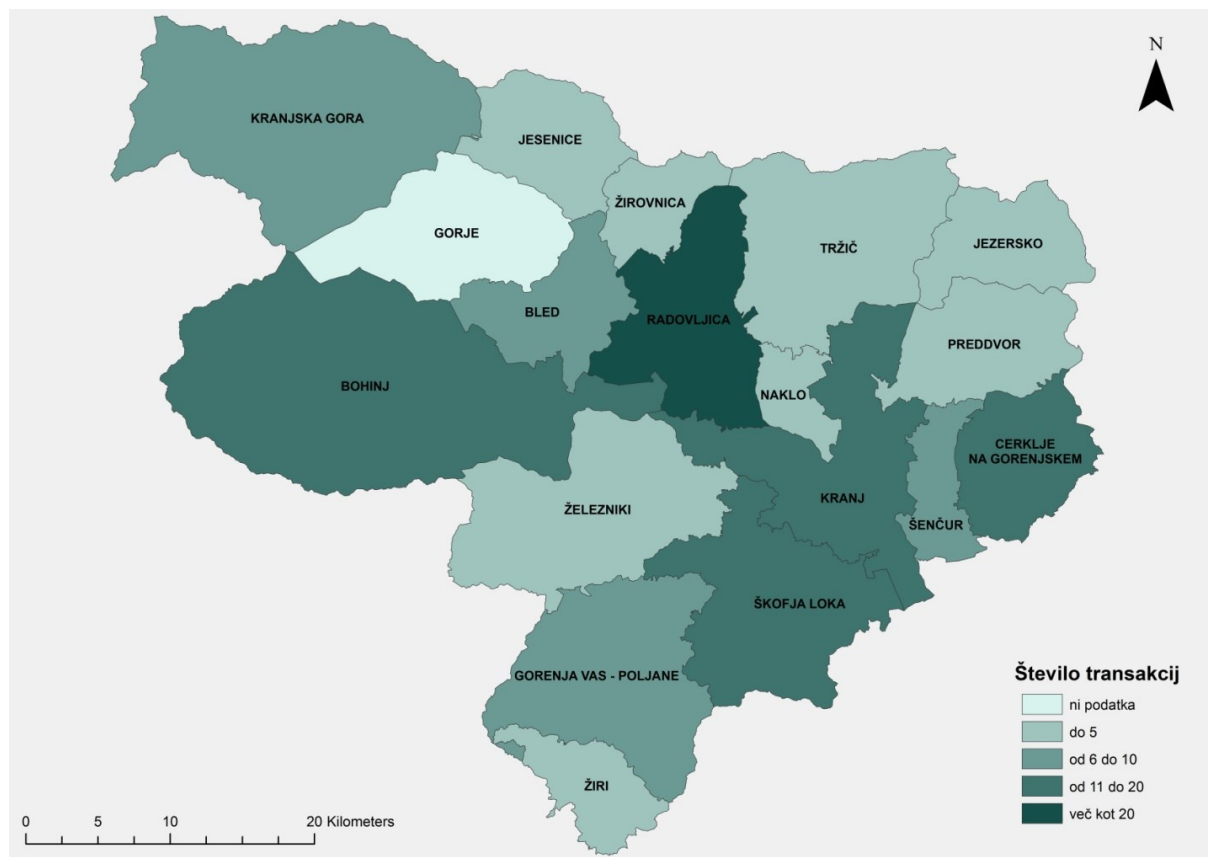 N
KRANJSKA GORA
JESENICE
ŽIROVNICA
GORJE
TRŽIČ
JEZERSKO
BLED
RADOVLJICA
PREDDVOR
BOHINJ
NAKLO
CERKLJE
NA GORENJSKEM
KRANJ
ŽELEZNIKI
ŠENČUR
ŠKOFJA LOKA
GORENJA VAS - POLJANE
ŽIRI
Število transakcij
ni podatka
do 5
od 6 do 10
od 11 do 20
več kot 20
0 5 10 20 Kilometers